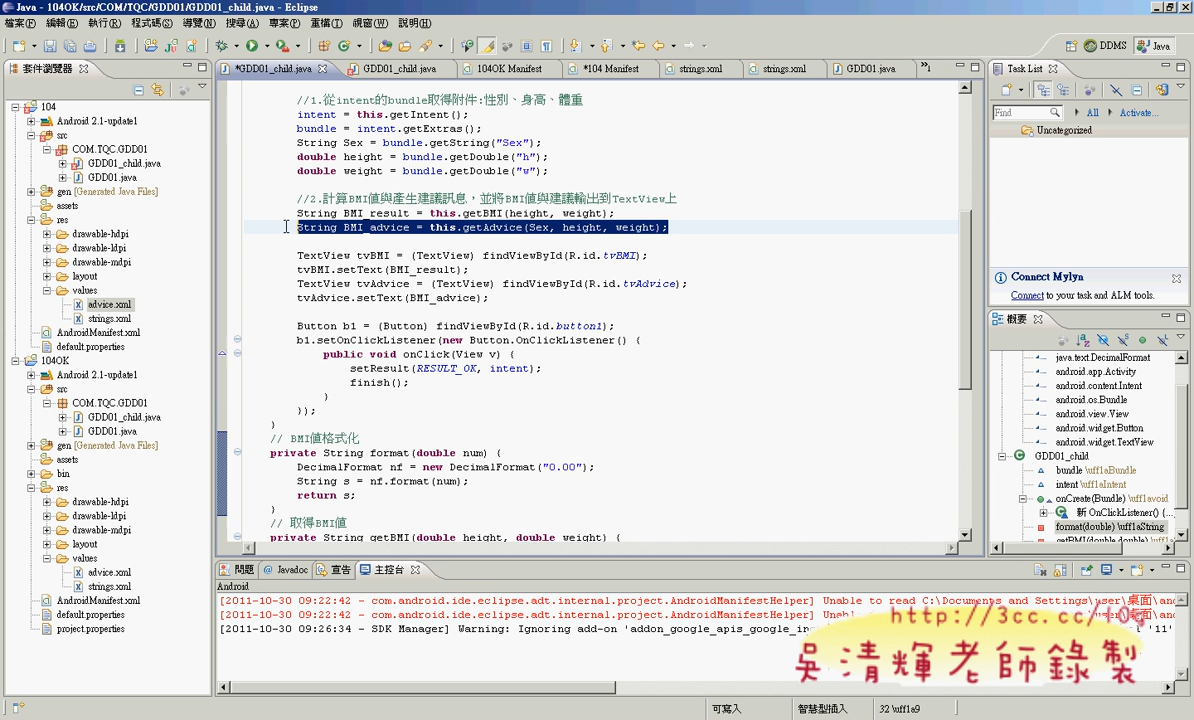 Java - 104OK/src/COM/TQC/GDD01/GDD01_child.java - Eclipse
檔案(F) 編輯(E) 執行(R) 程式碼(S) 導覽(N) 搜尋(A) 專案(P) 重構(T) 視窗(W) 說明(H)
DDMS Java
套件瀏覽器
*GDD01_child.java GDD01_child.java 104OK Manifest *104 Manifest strings.xml strings.xml GDD01.java
Task List
104
Android 2.1-update1
src
COM.TQC.GDD01
GDD01_child.java
GDD01.java
gen [Generated Java Files]
assets
res
drawable-hdpi
drawable-ldpi
drawable-mdpi
layout
values
advice.xml
strings.xml
AndroidManifest.xml
default.properties
104OK
Android 2.1-update1
src
COM.TQC.GDD01
GDD01_child.java
GDD01.java
gen [Generated Java Files]
assets
bin
res
drawable-hdpi
drawable-ldpi
drawable-mdpi
layout
values
advice.xml
strings.xml
AndroidManifest.xml
default.properties
project.properties
//1.從intent的bundle取得附件:性別、身高、體重
intent = this.getIntent();
bundle = intent.getExtras();
String Sex = bundle.getString("Sex");
double height = bundle.getDouble("h");
double weight = bundle.getDouble("w");
//2.計算BMI值與產生建議訊息，並將BMI值與建議輸出到TextView上
String BMI_result = this.getBMI(height, weight);
String BMI_advice = this.getAdvice(Sex, height, weight);
TextView tvBMI = (TextView) findViewById(R.id.tvBMI);
tvBMI.setText(BMI_result);
TextView tvAdvice = (TextView) findViewById(R.id.tvAdvice);
tvAdvice.setText(BMI_advice);
Button b1 = (Button) findViewById(R.id.button1);
b1.setOnClickListener(new Button.OnClickListener() {
public void onClick(View v) {
setResult(RESULT_OK, intent);
finish();
}
});
}
// BMI值格式化
private String format(double num) {
DecimalFormat nf = new DecimalFormat("0.00");
String s = nf.format(num);
return s;
}
// 取得BMI值
private String getBMI(double height, double weight) {
Find All Activate...
Uncategorized
Connect Mylyn
Connect to your task and ALM tools.
概要
java.text.DecimalFormat
android.app.Activity
android.content.Intent
android.os.Bundle
android.view.View
android.widget.Button
android.widget.TextView
GDD01_child
bundle \uff1aBundle
intent \uff1aIntent
onCreate(Bundle) \uff1avoid
新 OnClickListener() {...
format(double) \uff1aString
getBMI(double,double) \uff1a
問題 Javadoc 宣告 主控台
Android
[2011-10-30 09:22:42 - com.android.ide.eclipse.adt.internal.project.AndroidManifestHelper] Unable to read C:\Documents and Settings\user\桌面\and
[2011-10-30 09:22:42 - com.android.ide.eclipse.adt.internal.project.AndroidManifestHelper]
[2011-10-30 09:26:34 - SDK Manager] Warning: Ignoring add-on 'addon_google_apis_google_in
'11'
http://3cc.cc/10g
吳清輝老師錄製
可寫入 智慧型插入 32 \uff1a9